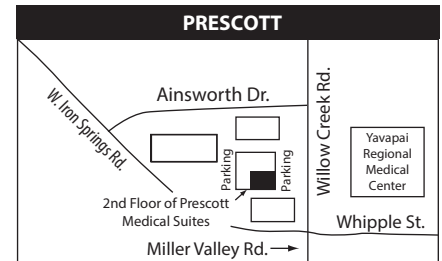 PRESCOTT
Ainsworth Dr.
W. Iron Springs Rd.
Willow Creek Rd.
Parking
Parking
Yavapai
Regional
Medical
Center
2nd Floor of Prescott
Medical Suites
Whipple St.
Miller Valley Rd.